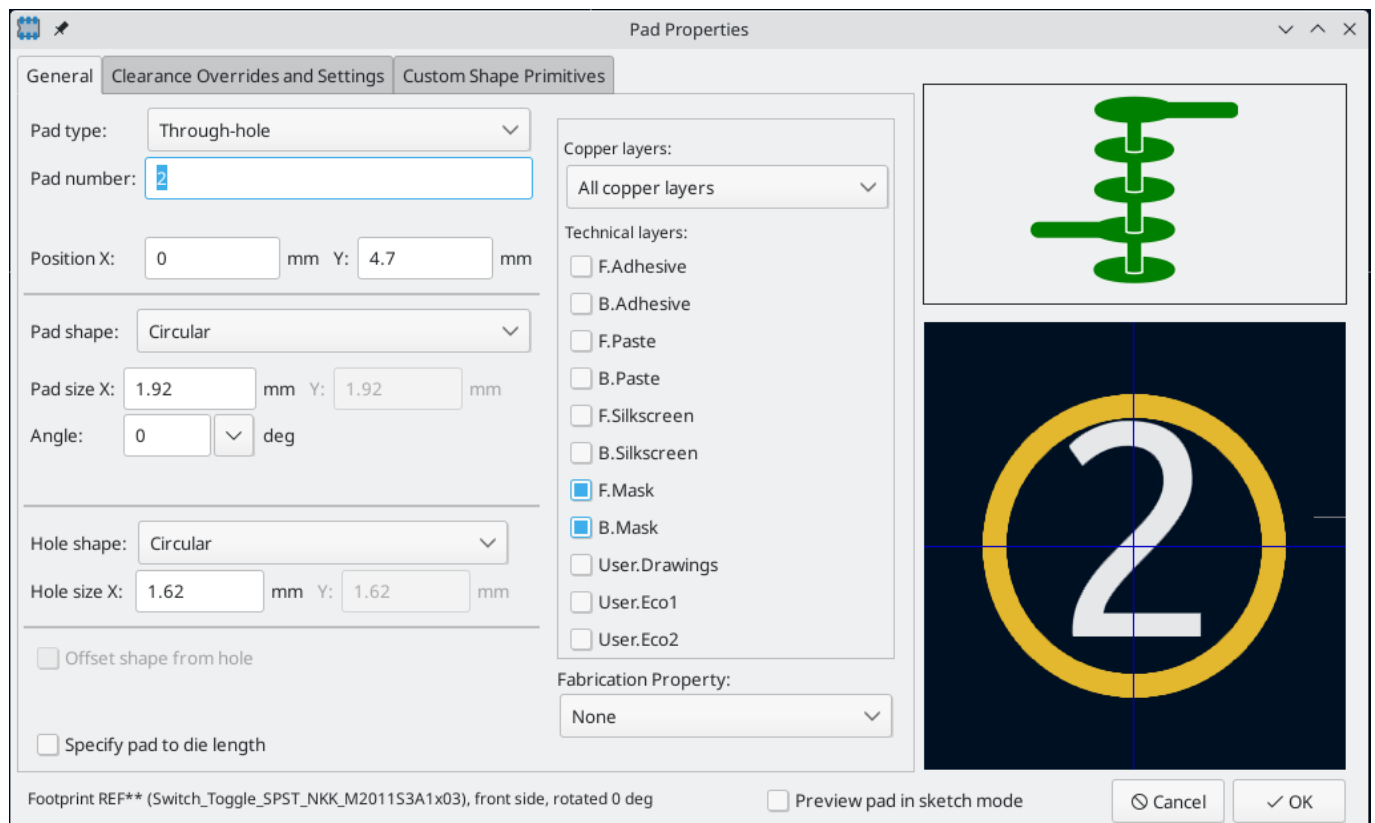 Pad Properties
General Clearance Overrides and Settings Custom Shape Primitives
Pad type: Through-hole
Pad number: 2
Position X: 0 mm Y: 4.7 mm
Pad shape: Circular
Pad size X: 1.92 mm Y: 1.92 mm
Angle: 0 deg
Hole shape: Circular
Hole size X: 1.62 mm Y: 1.62 mm
Offset shape from hole
Specify pad to die length
Copper layers:
All copper layers
Technical layers:
F.Adhesive
B.Adhesive
F.Paste
B.Paste
F.Silkscreen
B.Silkscreen
F.Mask
B.Mask
User.Drawings
User.Eco1
User.Eco2
Fabrication Property:
None
2
Footprint REF** (Switch_Toggle_SPST_NKK_M2011S3A1x03), front side, rotated 0 deg
Preview pad in sketch mode
Cancel
OK